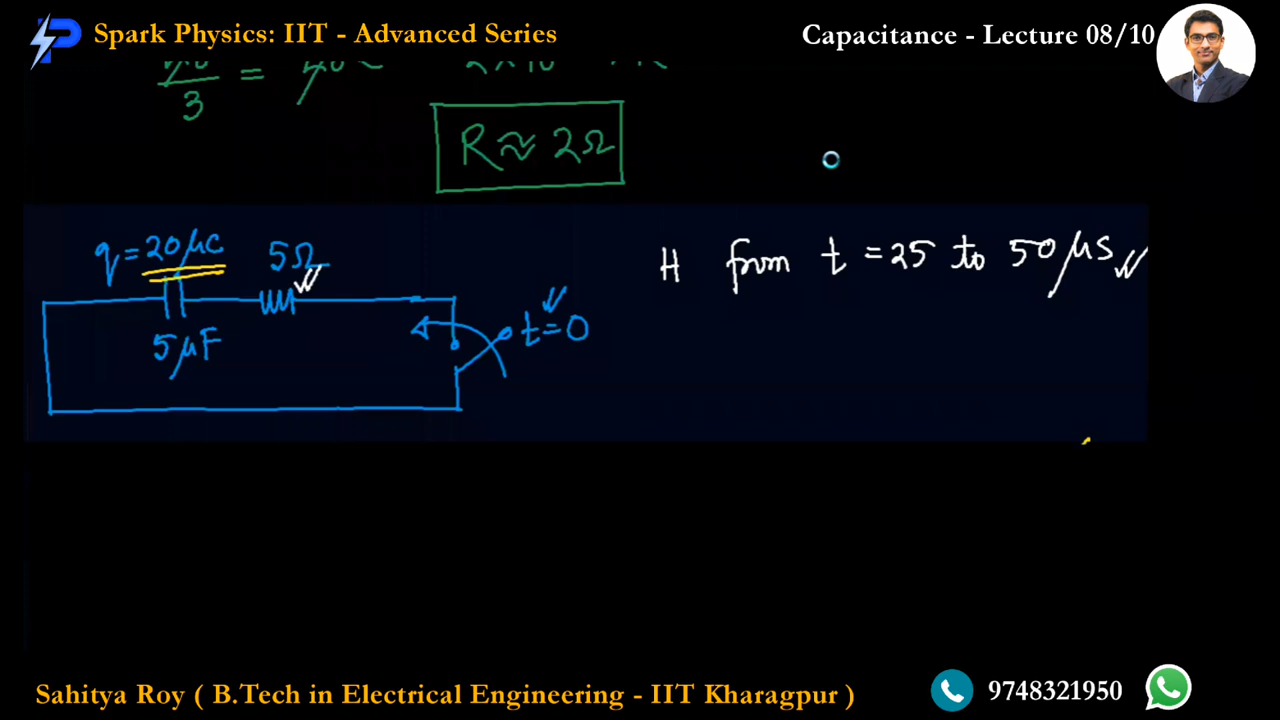 Spark Physics: IIT - Advanced Series
Capacitance - Lecture 08/10
3 =
R ≈ 2Ω
q = 20μC
5Ω
5μF
t = 0
H from t = 25 to 50 μs
Sahitya Roy ( B.Tech in Electrical Engineering - IIT Kharagpur )
9748321950